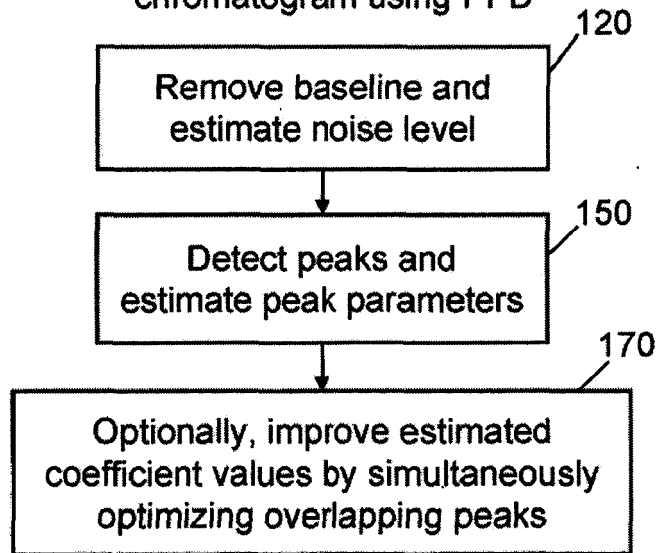 chromatogram using PPD
120
Remove baseline and
estimate noise level
150
Detect peaks and
estimate peak parameters
170
Optionally, improve estimated
coefficient values by simultaneously
optimizing overlapping peaks